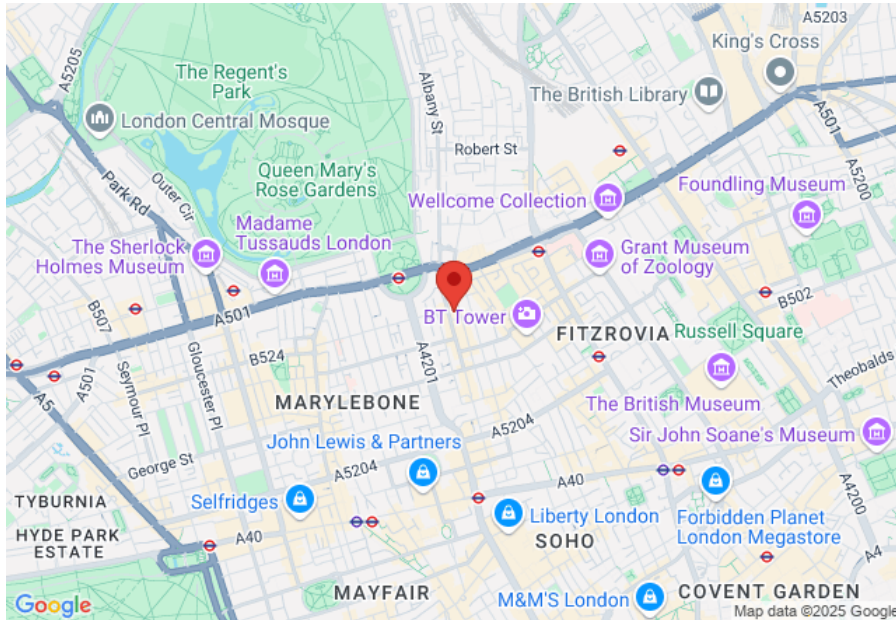 A5203
King's Cross
A5205
The Regent's
Park
Albany St
The British Library
London Central Mosque
A501
Robert St
A5200
Outer Cir
Queen Mary's
Rose Gardens
Park Rd
Wellcome Collection
Foundling Museum
Madame
Tussauds London
The Sherlock
Holmes Museum
Grant Museum
of Zoology
B507
A501
BT Tower
B502
FITZROVIA
Russell Square
B524
A4201
Gloucester Pl
Seymour Pl
A501
A5
Theobalds
MARYLEBONE
The British Museum
A5204
Sir John Soane's Museum
John Lewis & Partners
George St
A5204
A40
A4200
Selfridges
TYBURNIA
Liberty London
Forbidden Planet
London Megastore
HYDE PARK
ESTATE
A40
SOHO
A4
MAYFAIR
COVENT GARDEN
M&M'S London
Google
Map data ©2025 Google